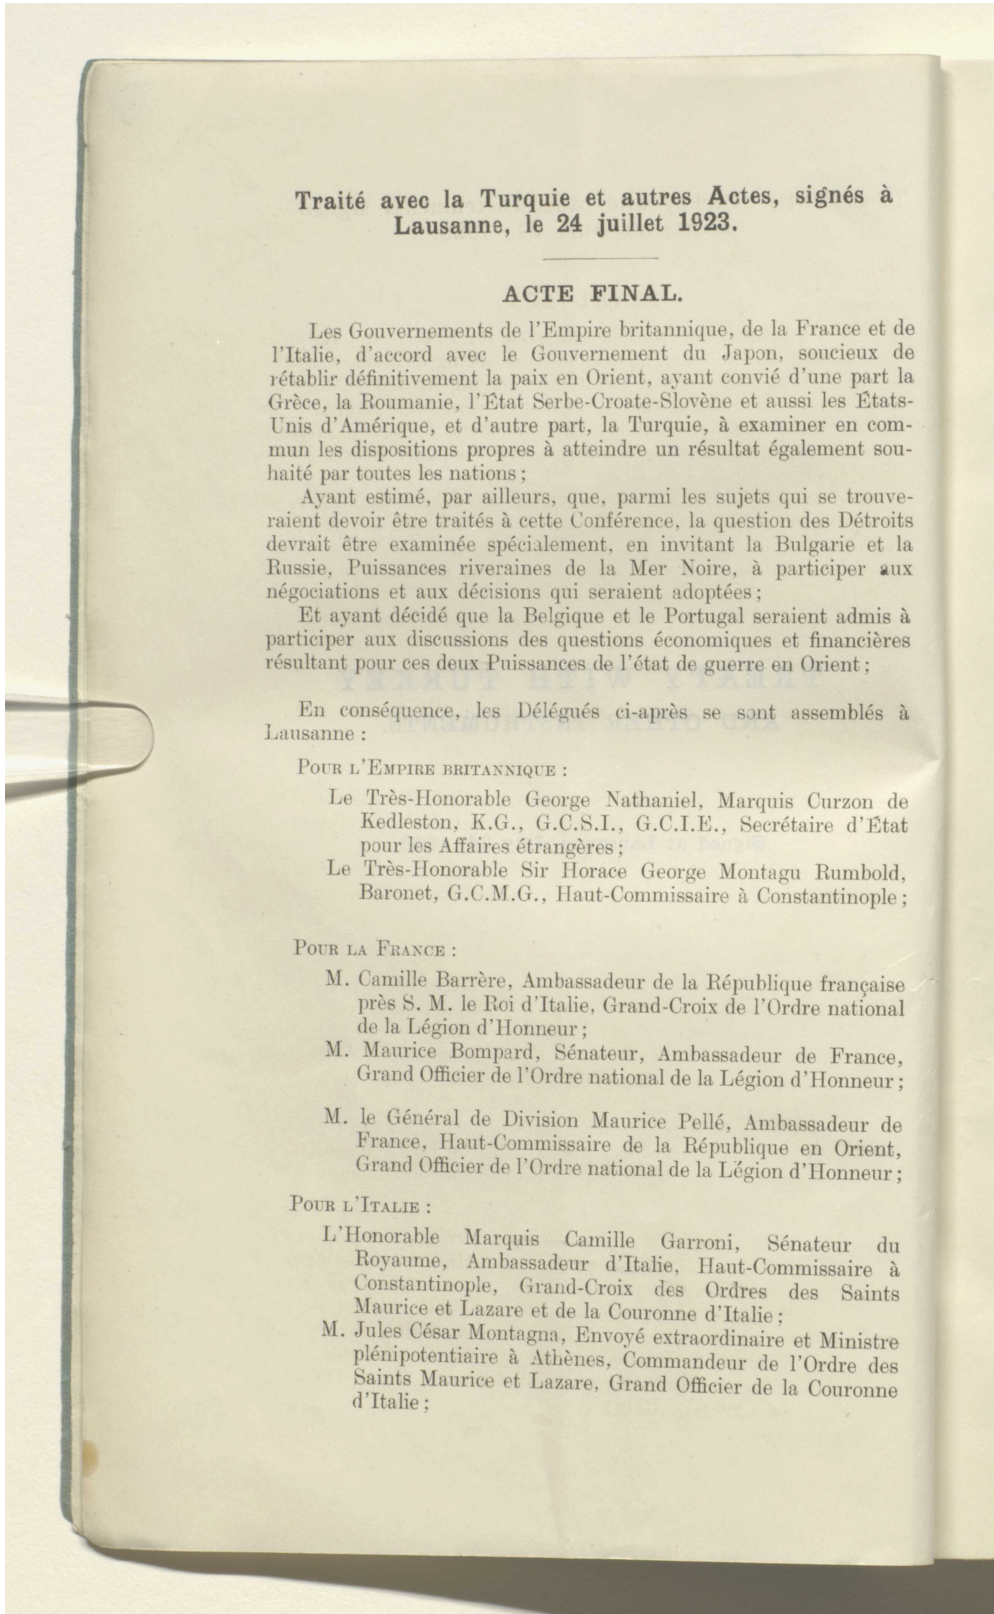 Traité avec la Turquie et autres Actes, signés à
Lausanne, le 24 juillet 1923.
ACTE FINAL.
Les Gouvernements de l'Empire britannique, de la France et de
l'Italie, d'accord avec le Gouvernement du Japon, soucieux de
rétablir définitivement la paix en Orient, ayant convié d'une part la
Grèce, la Roumanie, l'État Serbe-Croate-Slovène et aussi les États-
Unis d'Amérique, et d'autre part, la Turquie, à examiner en com-
mun les dispositions propres à atteindre un résultat également sou-
haité par toutes les nations ;
Ayant estimé, par ailleurs, que, parmi les sujets qui se trouve-
raient devoir être traités à cette Conférence, la question des Détroits
devrait être examinée spécialement, en invitant la Bulgarie et la
Russie, Puissances riveraines de la Mer Noire, à participer aux
négociations et aux décisions qui seraient adoptées ;
Et ayant décidé que la Belgique et le Portugal seraient admis à
participer aux discussions des questions économiques et financières
résultant pour ces deux Puissances de l'état de guerre en Orient ;
En conséquence, les Délégués ci-après se sont assemblés à
Lausanne :
POUR L'EMPIRE BRITANNIQUE :
Le Très-Honorable George Nathaniel, Marquis Curzon de
Kedleston, K.G., G.C.S.I., G.C.I.E., Secrétaire d'État
pour les Affaires étrangères ;
Le Très-Honorable Sir Horace George Montagu Rumbold,
Baronet, G.C.M.G., Haut-Commissaire à Constantinople ;
POUR LA FRANCE :
M. Camille Barrère, Ambassadeur de la République française
près S. M. le Roi d'Italie, Grand-Croix de l'Ordre national
de la Légion d'Honneur ;
M. Maurice Bompard, Sénateur, Ambassadeur de France,
Grand Officier de l'Ordre national de la Légion d'Honneur ;
M. le Général de Division Maurice Pellé, Ambassadeur de
France, Haut-Commissaire de la République en Orient,
Grand Officier de l'Ordre national de la Légion d'Honneur ;
POUR L'ITALIE :
L'Honorable Marquis Camille Garroni, Sénateur du
Royaume, Ambassadeur d'Italie, Haut-Commissaire à
Constantinople, Grand-Croix des Ordres des Saints
Maurice et Lazare et de la Couronne d'Italie ;
M. Jules César Montagna, Envoyé extraordinaire et Ministre
plénipotentiaire à Athènes, Commandeur de l'Ordre des
Saints Maurice et Lazare, Grand Officier de la Couronne
d'Italie ;